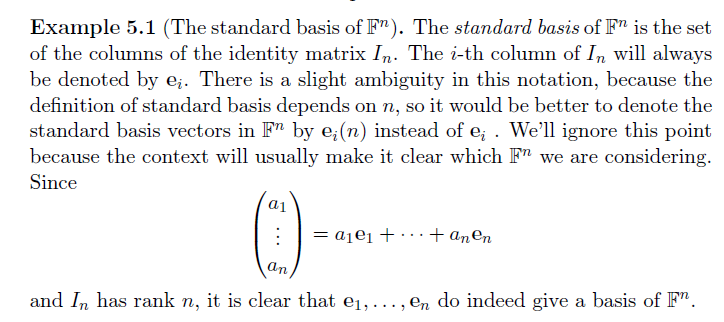 Example 5.1 (The standard basis of 𝔽ⁿ). The standard basis of 𝔽ⁿ is the set
of the columns of the identity matrix Iₙ. The i-th column of Iₙ will always
be denoted by eᵢ. There is a slight ambiguity in this notation, because the
definition of standard basis depends on n, so it would be better to denote the
standard basis vectors in 𝔽ⁿ by eᵢ(n) instead of eᵢ . We'll ignore this point
because the context will usually make it clear which 𝔽ⁿ we are considering.
Since
a₁
⋮
aₙ
= a₁e₁ + ··· + aₙeₙ
and Iₙ has rank n, it is clear that e₁, . . . , eₙ do indeed give a basis of 𝔽ⁿ.